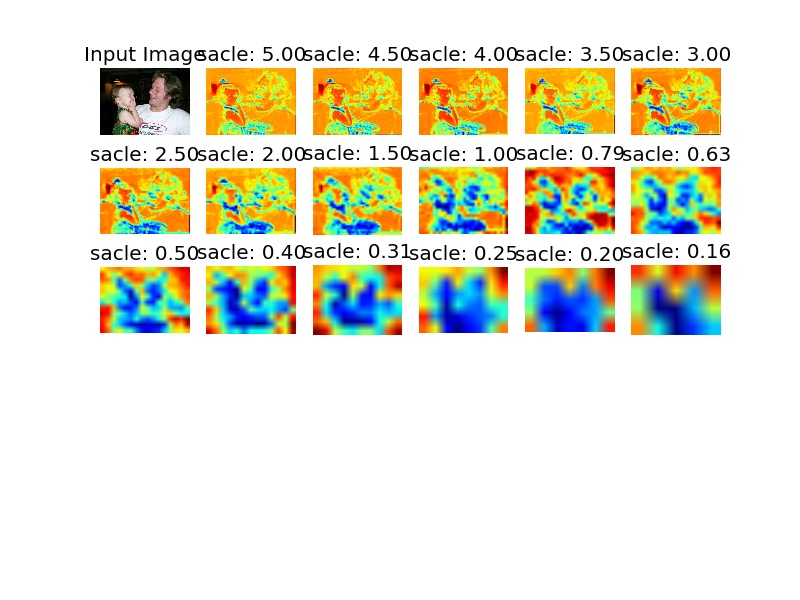 Input Image sacle: 5.00 sacle: 4.50 sacle: 4.00 sacle: 3.50 sacle: 3.00
sacle: 2.50 sacle: 2.00 sacle: 1.50 sacle: 1.00 sacle: 0.79 sacle: 0.63
sacle: 0.50 sacle: 0.40 sacle: 0.31 sacle: 0.25 sacle: 0.20 sacle: 0.16